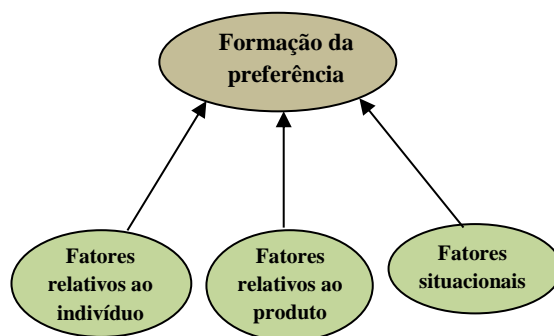 Formação da
preferência
Fatores
relativos ao
indivíduo
Fatores
relativos ao
produto
Fatores
situacionais